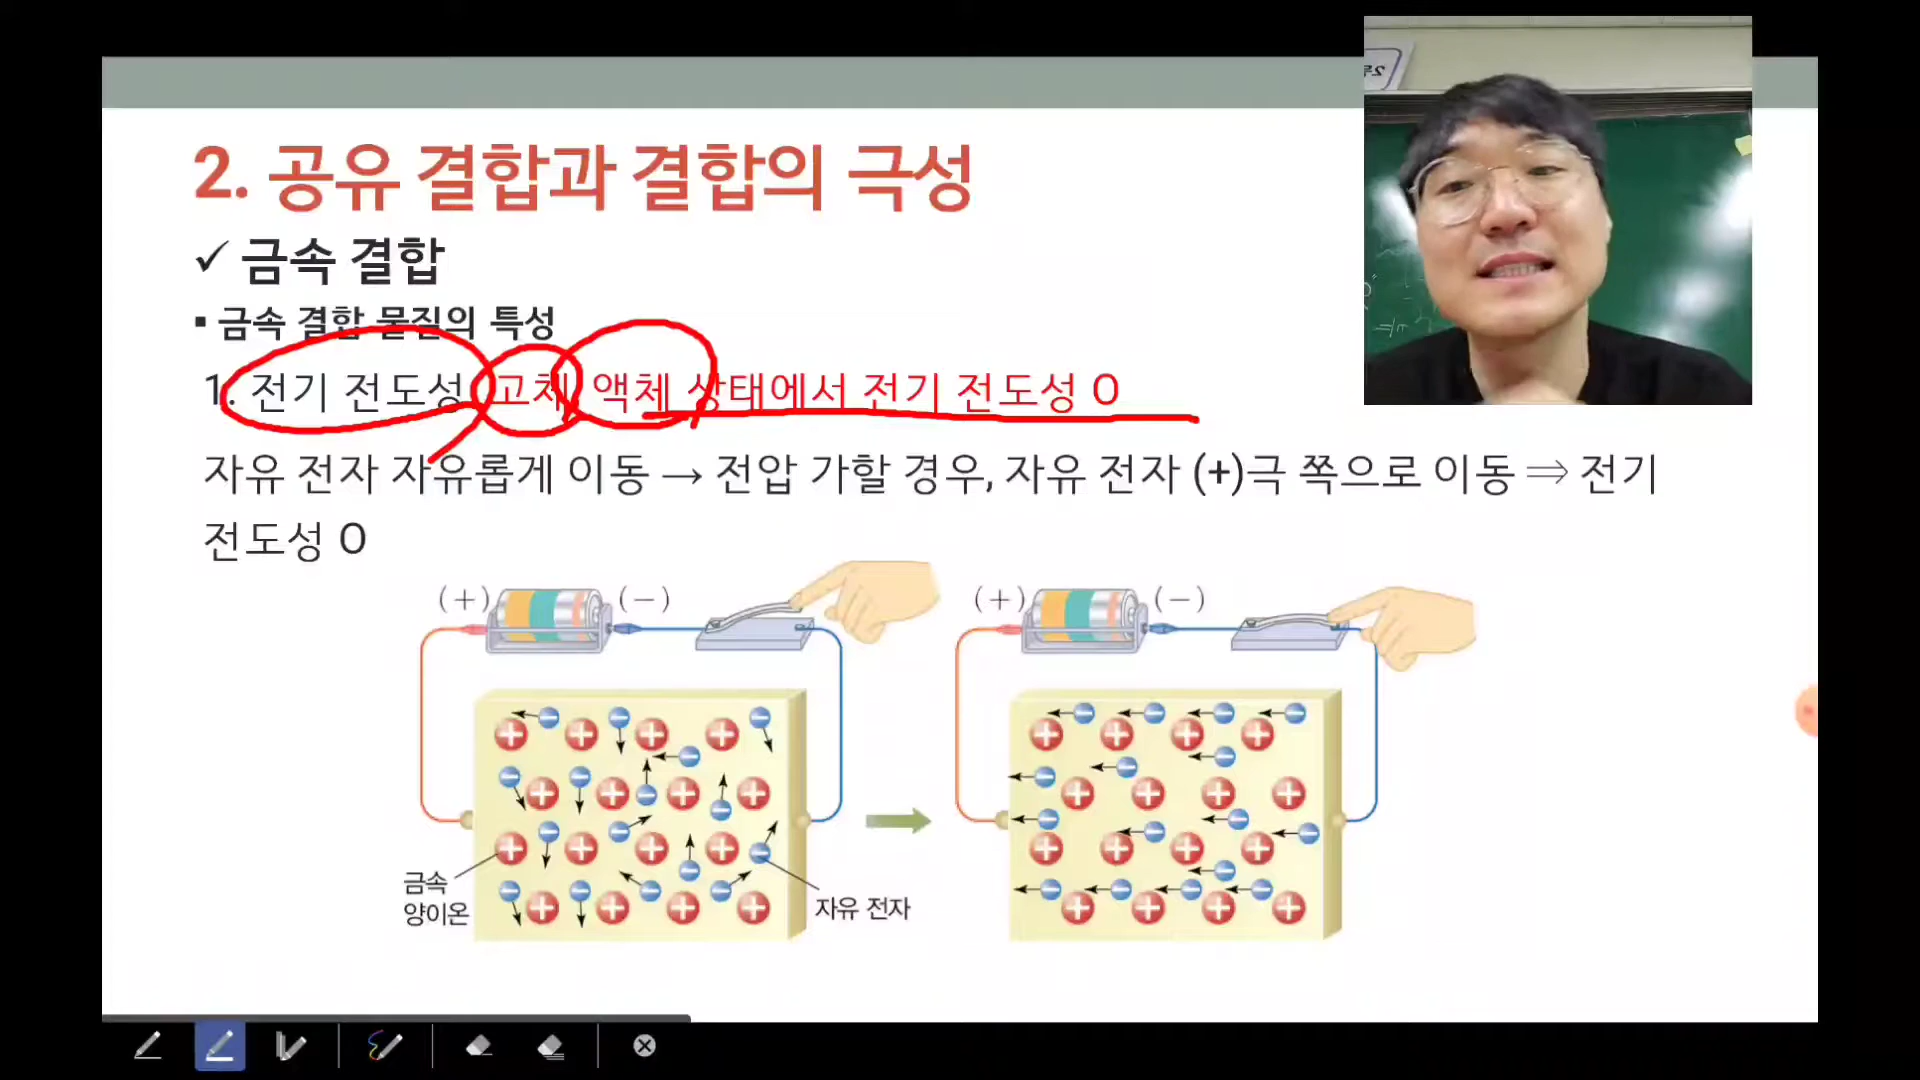 2. 공유 결합과 결합의 극성
✓ 금속 결합
▪ 금속 결합 물질의 특성
1. 전기 전도성 고체, 액체 상태에서 전기 전도성 O
자유 전자 자유롭게 이동 → 전압 가할 경우, 자유 전자 (+)극 쪽으로 이동 ⇒ 전기
전도성 O
(+) (−) (+) (−)
금속
양이온
자유 전자